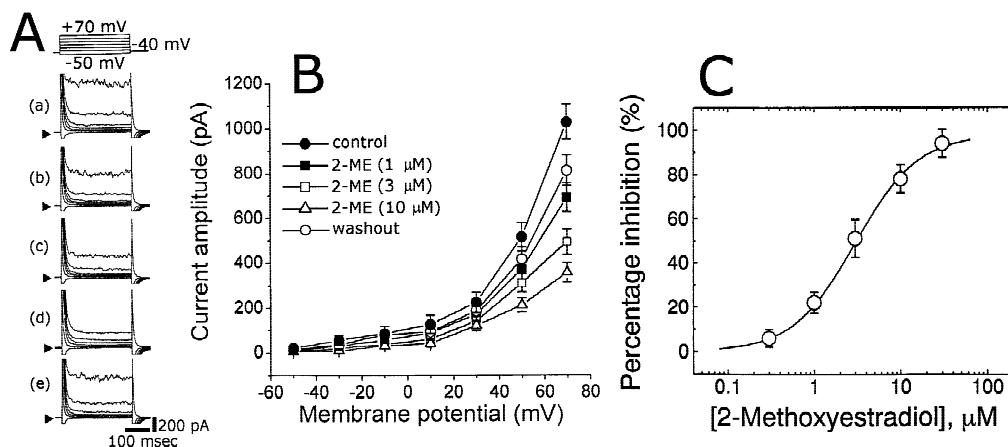 A
+70 mV
-40 mV
-50 mV
(a)
(b)
(c)
(d)
(e)
200 pA
100 msec
B
Current amplitude (pA)
1200
1000
800
600
400
200
0
control
2-ME (1 µM)
2-ME (3 µM)
2-ME (10 µM)
washout
-60 -40 -20 0 20 40 60 80
Membrane potential (mV)
C
Percentage inhibition (%)
100
80
60
40
20
0
0.1 1 10 100
[2-Methoxyestradiol], µM